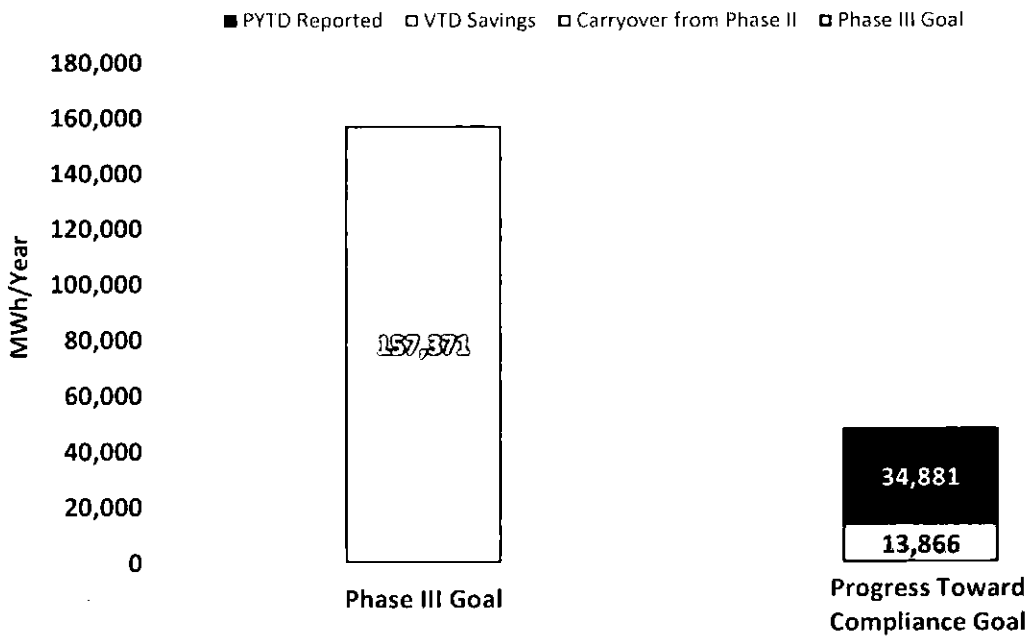 PYTD Reported VTD Savings Carryover from Phase II Phase III Goal
180,000
160,000
140,000
120,000
100,000
80,000
60,000
40,000
20,000
0
MWh/Year
157,371
34,881
13,866
Phase III Goal
Progress Toward
Compliance Goal